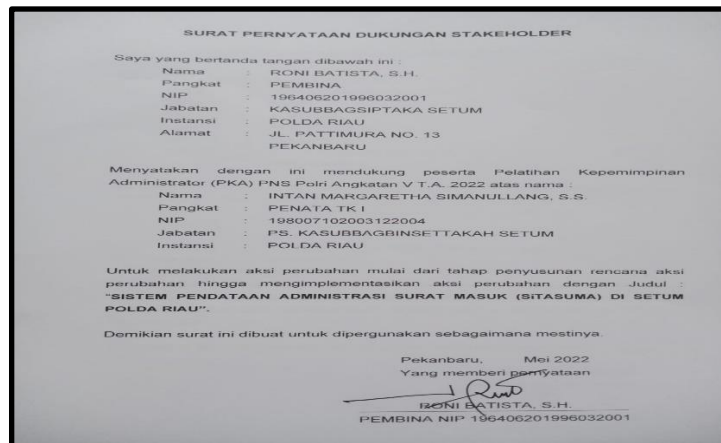 SURAT PERNYATAAN DUKUNGAN STAKEHOLDER
Saya yang bertanda tangan dibawah ini :
Nama : RONI BATISTA, S.H.
Pangkat : PEMBINA
NIP : 196406201996032001
Jabatan : KASUBBAGSIPTAKA SETUM
Instansi : POLDA RIAU
Alamat : JL. PATTIMURA NO. 13
PEKANBARU
Menyatakan dengan ini mendukung peserta Pelatihan Kepemimpinan
Administrator (PKA) PNS Polri Angkatan V T.A. 2022 atas nama :
Nama : INTAN MARGARETHA SIMANULLANG, S.S.
Pangkat : PENATA TK I
NIP : 198007102003122004
Jabatan : PS. KASUBBAGBINSETTAKAH SETUM
Instansi : POLDA RIAU
Untuk melakukan aksi perubahan mulai dari tahap penyusunan rencana aksi
perubahan hingga mengimplementasikan aksi perubahan dengan Judul :
"SISTEM PENDATAAN ADMINISTRASI SURAT MASUK (SiTASUMA) DI SETUM
POLDA RIAU".
Demikian surat ini dibuat untuk dipergunakan sebagaimana mestinya.
Pekanbaru, Mei 2022
Yang memberi pernyataan
RONI BATISTA, S.H.
PEMBINA NIP 196406201996032001